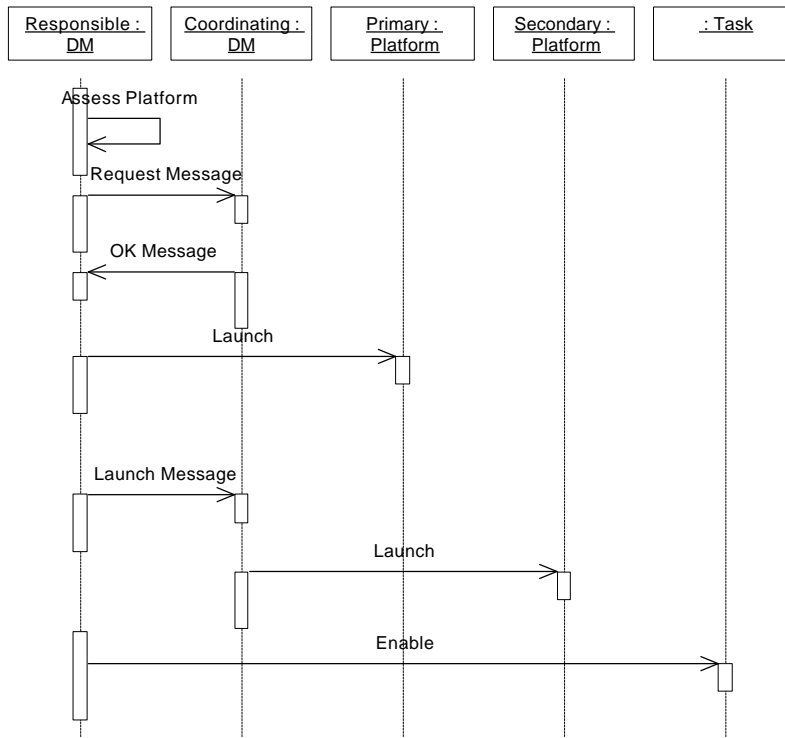 Responsible :
DM
Coordinating :
DM
Primary :
Platform
Secondary :
Platform
: Task
Assess Platform
Request Message
OK Message
Launch
Launch Message
Launch
Enable